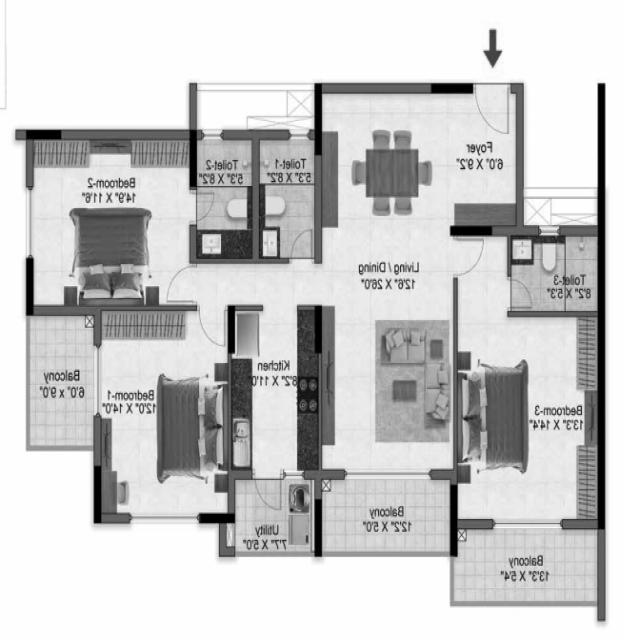 Foyer
6'0" X 9'2"
Toilet-2
5'3" X 8'2"
Toilet-1
5'3" X 8'2"
Bedroom-2
14'9" X 11'6"
Living / Dining
12'6" X 26'0"
Toilet-3
8'2" X 5'3"
Kitchen
8'2" X 11'0"
Balcony
6'0" x 9'0"
Bedroom-1
12'0" X 14'0"
Bedroom-3
13'3" X 14'4"
Balcony
12'2" X 5'0"
Utility
7'7" X 5'0"
Balcony
13'3" X 5'4"